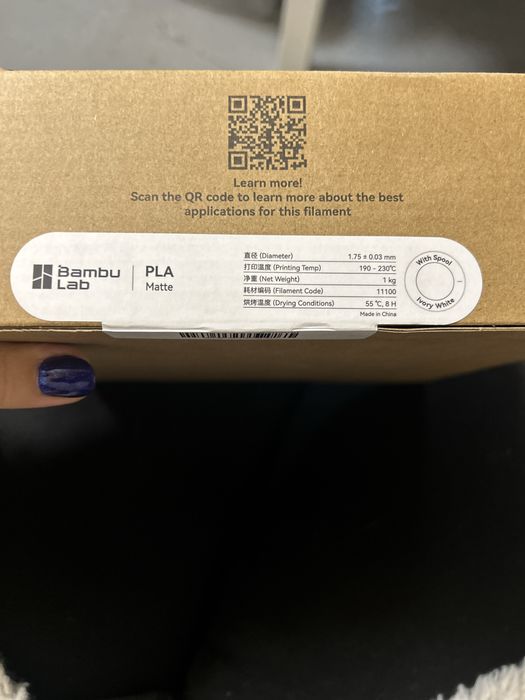 Learn more!
Scan the QR code to learn more about the best
applications for this filament
Bambu
Lab
PLA
Matte
直径 (Diameter) 1.75 ± 0.03 mm
打印温度 (Printing Temp) 190 - 230℃
净重 (Net Weight) 1 kg
耗材编码 (Filament Code) 11100
烘烤温度 (Drying Conditions) 55 ℃, 8 H
Made in China
With Spool
Ivory White